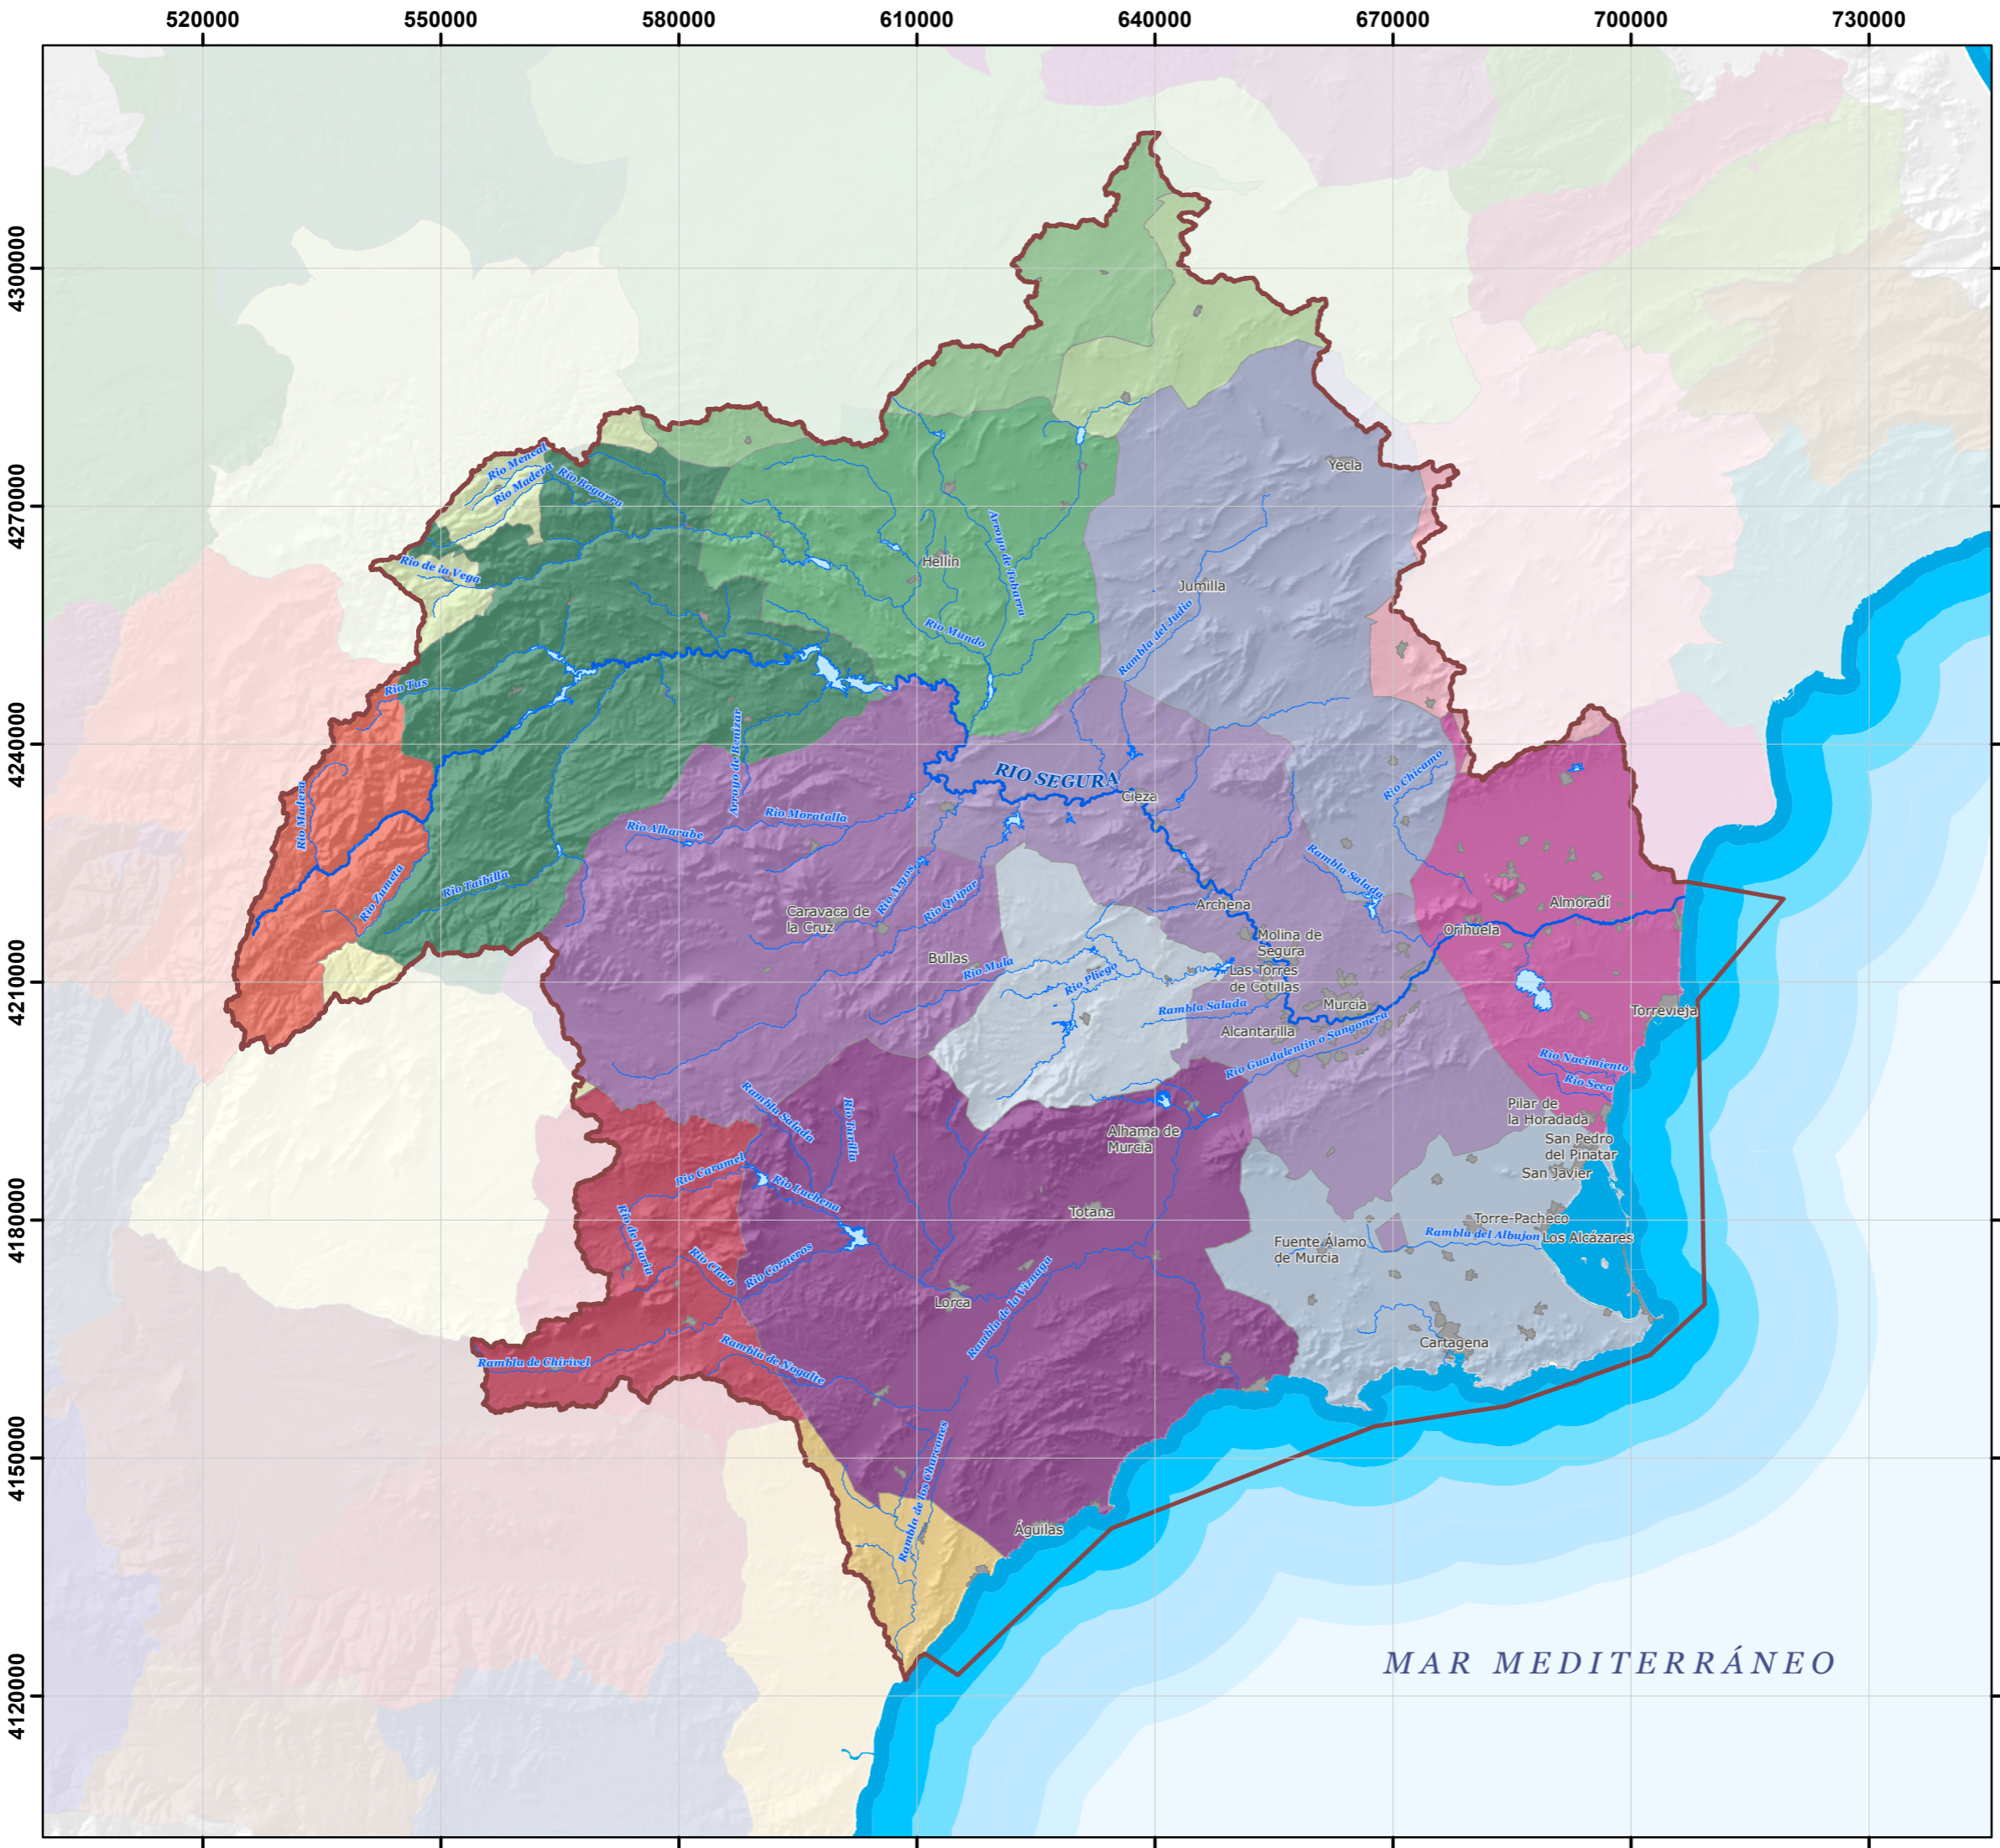 520000 550000 580000 610000 640000 670000 700000 730000
4300000
4270000
4240000
4210000
4180000
4150000
4120000
Río Mencal
Río Madera
Río Bogarra
Yecla
Río de la Vega
Hellín
Arroyo de Tobarra
Jumilla
Rambla del Judío
Río Mundo
Río Tus
Arroyo de Benizar
RIO SEGURA
Cieza
Río Chícamo
Río Madera
Río Alharabe
Río Moratalla
Río Zumeta
Río Taibilla
Río Argos
Río Quípar
Rambla Salada
Archena
Almoradí
Caravaca de
la Cruz
Orihuela
Molina de
Segura
Bullas
Río Mula
Río Pliego
Las Torres
de Cotillas
Murcia
Rambla Salada
Torrevieja
Alcantarilla
Río Guadalentín o Sangonera
Río Nacimiento
Río Seco
Rambla Salada
Río Turrilla
Pilar de
la Horadada
Alhama de
Murcia
San Pedro
del Pinatar
San Javier
Río Caramel
Río Luchena
Totana
Torre-Pacheco
Río de María
Río Claro
Río Corneros
Fuente Álamo
de Murcia
Rambla del Albujon
Los Alcázares
Lorca
Rambla de la Viznaga
Cartagena
Rambla de Chirivel
Rambla de Nogalte
Rambla de los Charcones
Águilas
MAR MEDITERRÁNEO